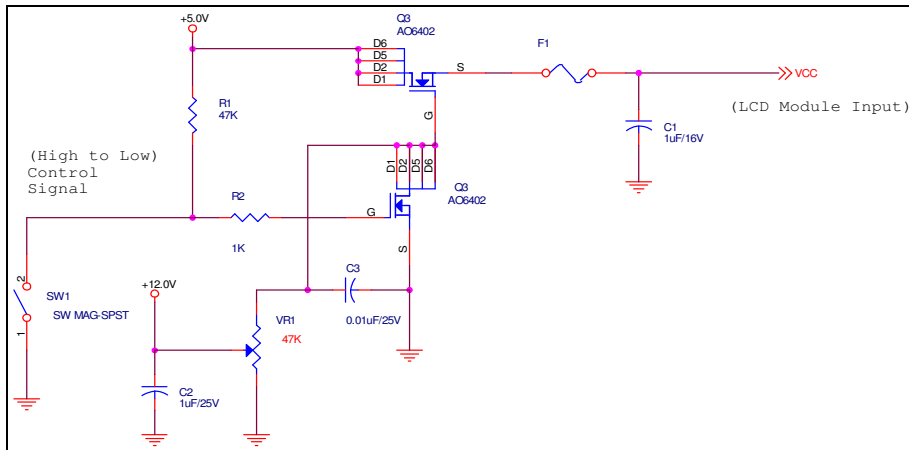 +5.0V
Q3
AO6402
D6
D5
D2
D1
S
G
F1
VCC
(LCD Module Input)
C1
1uF/16V
R1
47K
(High to Low)
Control
Signal
R2
1K
D1
D2
D5
D6
Q3
AO6402
G
S
2
1
SW1
SW MAG-SPST
+12.0V
C3
0.01uF/25V
VR1
47K
C2
1uF/25V